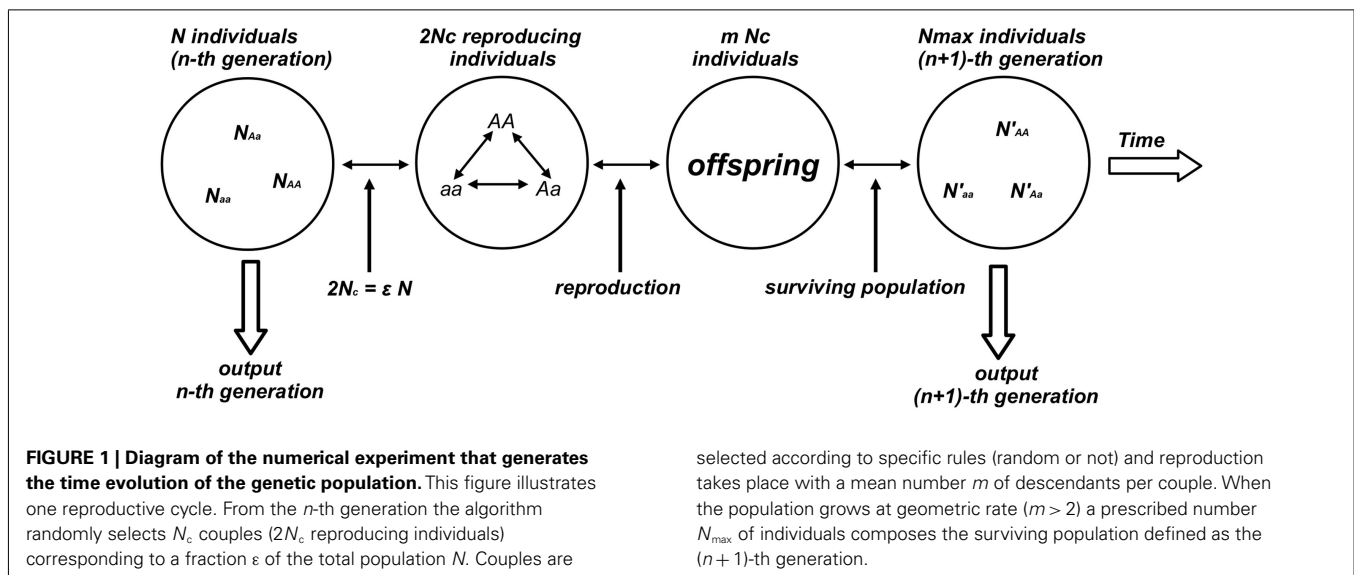 N individuals
(n-th generation)
2Nc reproducing
individuals
m Nc
individuals
Nmax individuals
(n+1)-th generation)
NAa
Naa
NAA
AA
aa
Aa
offspring
N'AA
N'aa
N'Aa
Time
2Nc = ε N
reproduction
surviving population
output
n-th generation
output
(n+1)-th generation
FIGURE 1 | Diagram of the numerical experiment that generates
the time evolution of the genetic population. This figure illustrates
one reproductive cycle. From the n-th generation the algorithm
randomly selects Nc couples (2Nc reproducing individuals)
corresponding to a fraction ε of the total population N. Couples are
selected according to specific rules (random or not) and reproduction
takes place with a mean number m of descendants per couple. When
the population grows at geometric rate (m > 2) a prescribed number
Nmax of individuals composes the surviving population defined as the
(n + 1)-th generation.